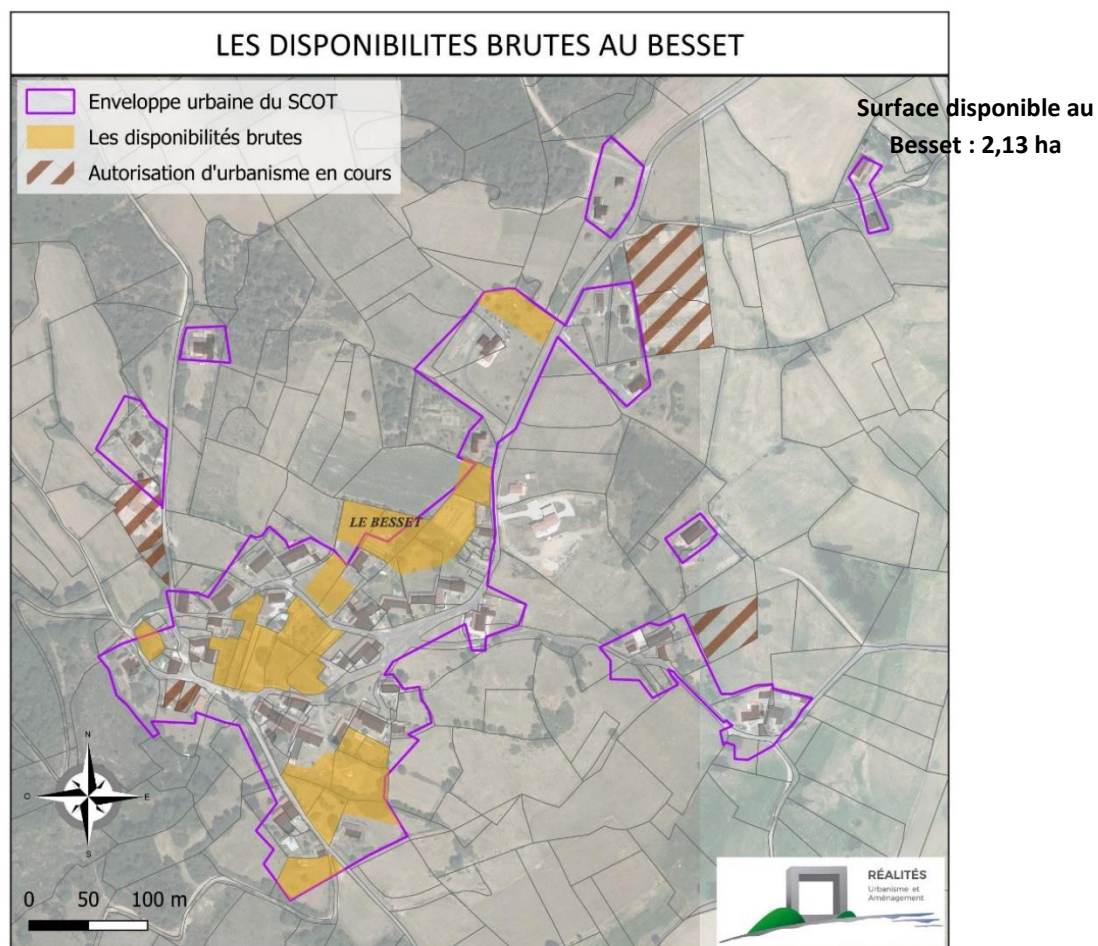 LES DISPONIBILITES BRUTES AU BESSET
Enveloppe urbaine du SCOT
Les disponibilités brutes
Autorisation d'urbanisme en cours
Surface disponible au
Besset : 2,13 ha
LE BESSET
N
O
E
S
0 50 100 m
RÉALITÉS
Urbanisme et
Aménagement